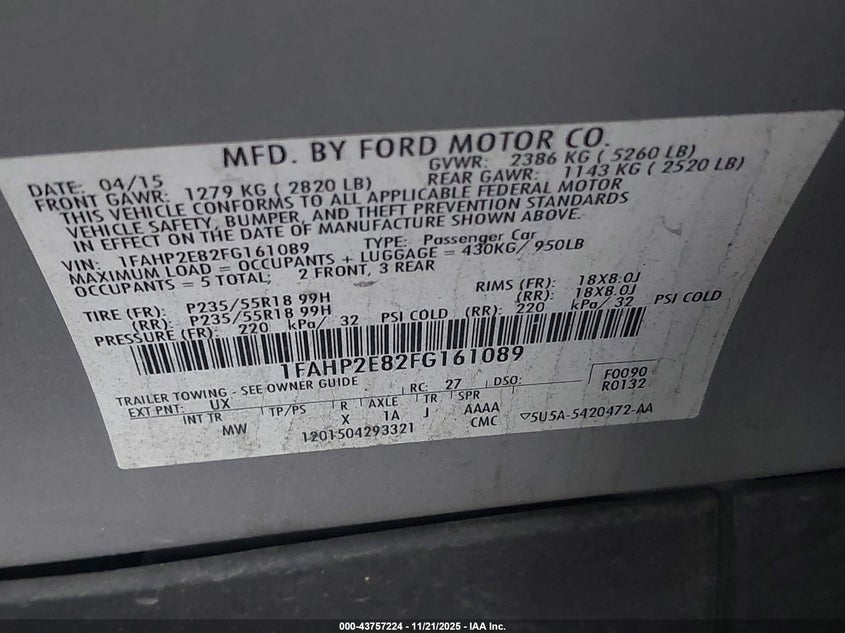 MFD. BY FORD MOTOR CO.
DATE: 04/15 GVWR: 2386 KG ( 5260 LB)
FRONT GAWR: 1279 KG ( 2820 LB) REAR GAWR: 1143 KG ( 2520 LB)
THIS VEHICLE CONFORMS TO ALL APPLICABLE FEDERAL MOTOR
VEHICLE SAFETY, BUMPER, AND THEFT PREVENTION STANDARDS
IN EFFECT ON THE DATE OF MANUFACTURE SHOWN ABOVE.
VIN: 1FAHP2E82FG161089 TYPE: Passenger Car
MAXIMUM LOAD = OCCUPANTS + LUGGAGE = 430KG/ 950LB
OCCUPANTS = 5 TOTAL; 2 FRONT, 3 REAR
TIRE (FR): P235/55R18 99H RIMS (FR): 18X8.0J
(RR): P235/55R18 99H (RR): 18X8.0J
PRESSURE (FR): 220 kPa/ 32 PSI COLD (RR): 220 kPa/ 32 PSI COLD
1FAHP2E82FG161089
TRAILER TOWING - SEE OWNER GUIDE
EXT PNT: UX RC: 27 DSO: F0090
R0132
INT TR TP/PS R AXLE TR SPR
MW X 1A J AAAA
CMC
1201504293321
▽5U5A-5420472-AA
000-43757224 - 11/21/2025 - IAA Inc.